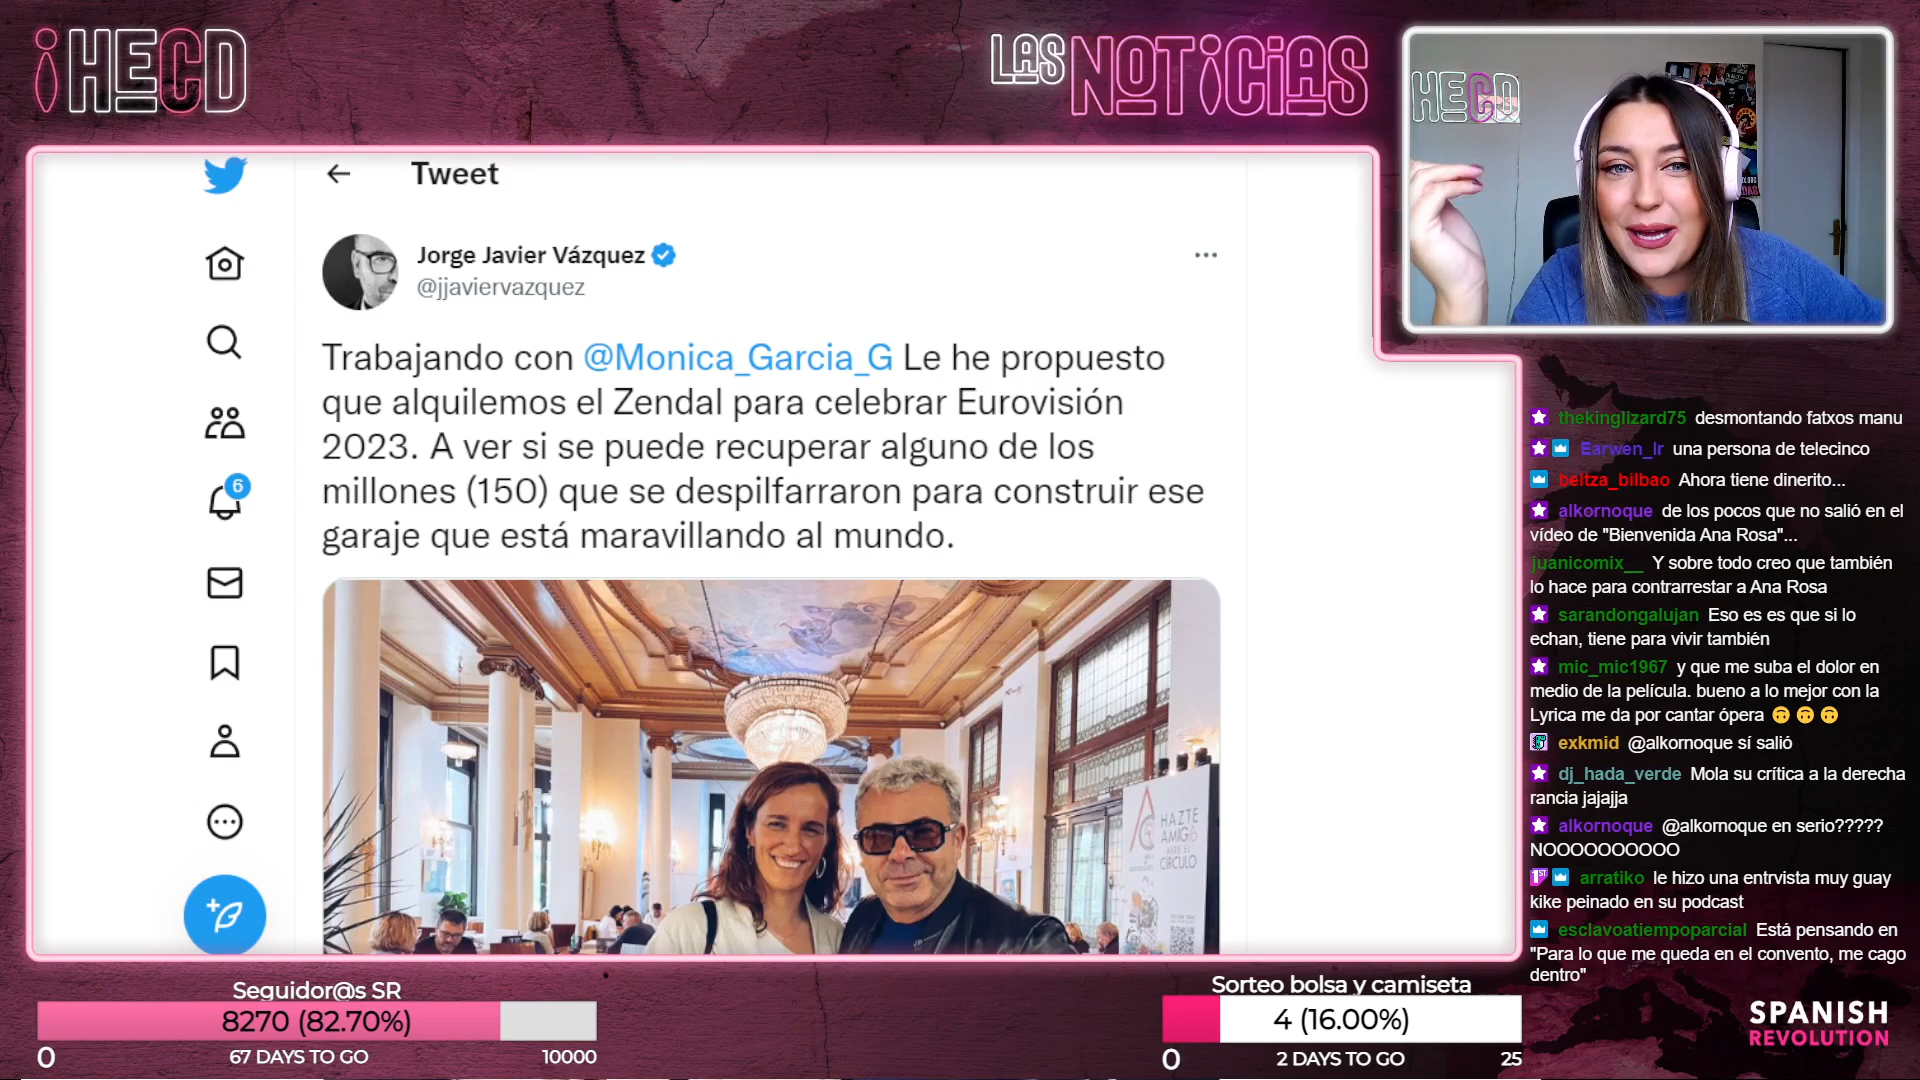 ¡HECD
LAS NOTICIAS
HECD
Tweet
Jorge Javier Vázquez
@jjaviervazquez
Trabajando con @Monica_Garcia_G Le he propuesto
que alquilemos el Zendal para celebrar Eurovisión
2023. A ver si se puede recuperar alguno de los
millones (150) que se despilfarraron para construir ese
garaje que está maravillando al mundo.
6
HAZTE
AMIGO
ABRE EL
CÍRCULO
thekinglizard75 desmontando fatxos manu
Earwen_Ir una persona de telecinco
beltza_bilbao Ahora tiene dinerito...
alkornoque de los pocos que no salió en el
vídeo de "Bienvenida Ana Rosa"...
juanicomix__ Y sobre todo creo que también
lo hace para contrarrestar a Ana Rosa
sarandongalujan Eso es es que si lo
echan, tiene para vivir también
mic_mic1967 y que me suba el dolor en
medio de la película. bueno a lo mejor con la
Lyrica me da por cantar ópera 🙃 🙃 🙃
exkmid @alkornoque sí salió
dj_hada_verde Mola su crítica a la derecha
rancia jajajja
alkornoque @alkornoque en serio?????
NOOOOOOOOOO
1ST arratiko le hizo una entrvista muy guay
kike peinado en su podcast
esclavoatiempoparcial Está pensando en
"Para lo que me queda en el convento, me cago
dentro"
Seguidor@s SR
8270 (82.70%)
0 67 DAYS TO GO 10000
Sorteo bolsa y camiseta
4 (16.00%)
0 2 DAYS TO GO 25
SPANISH
REVOLUTION